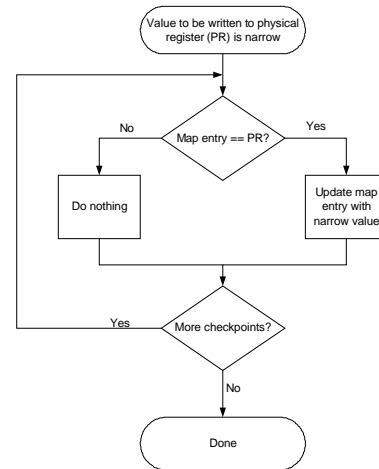 Value to be written to physical
register (PR) is narrow
No
Map entry == PR?
Yes
Do nothing
Update map
entry with
narrow value
Yes
More checkpoints?
No
Done